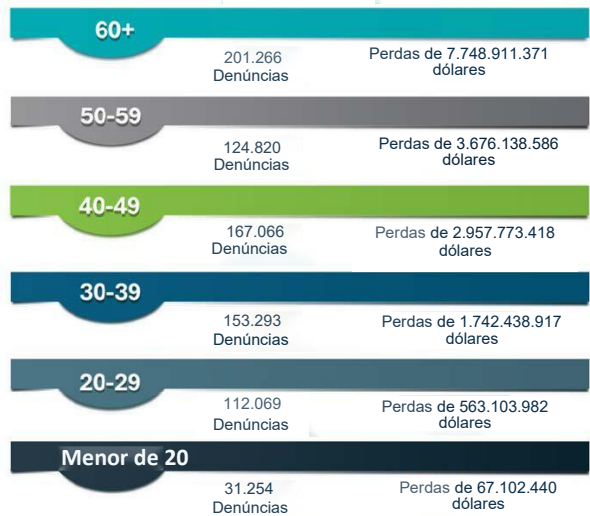 60+
201.266
Denúncias
Perdas de 7.748.911.371
dólares
50-59
124.820
Denúncias
Perdas de 3.676.138.586
dólares
40-49
167.066
Denúncias
Perdas de 2.957.773.418
dólares
30-39
153.293
Denúncias
Perdas de 1.742.438.917
dólares
20-29
112.069
Denúncias
Perdas de 563.103.982
dólares
Menor de 20
31.254
Denúncias
Perdas de 67.102.440
dólares